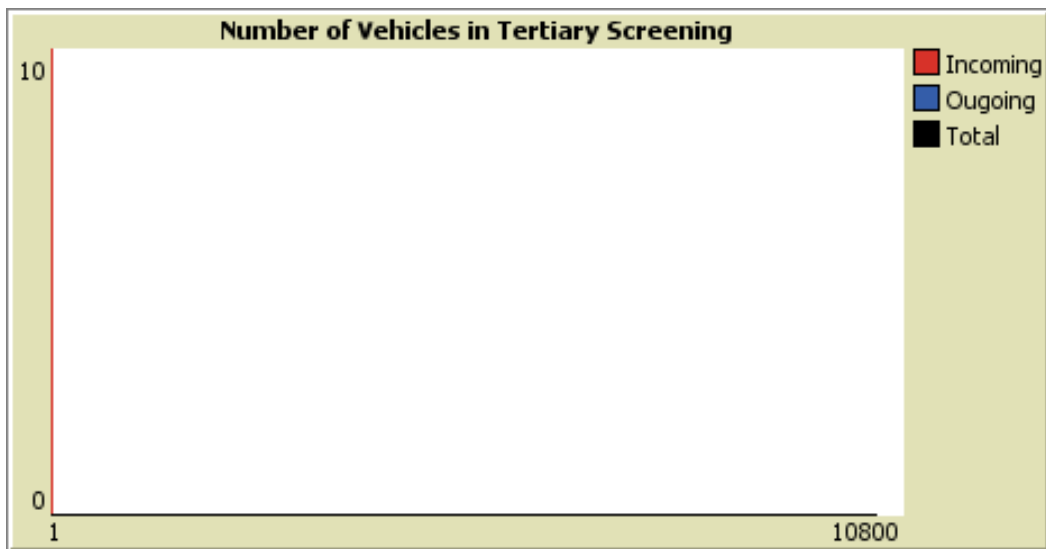 Number of Vehicles in Tertiary Screening
10
Incoming
Ougoing
Total
0
1 10800